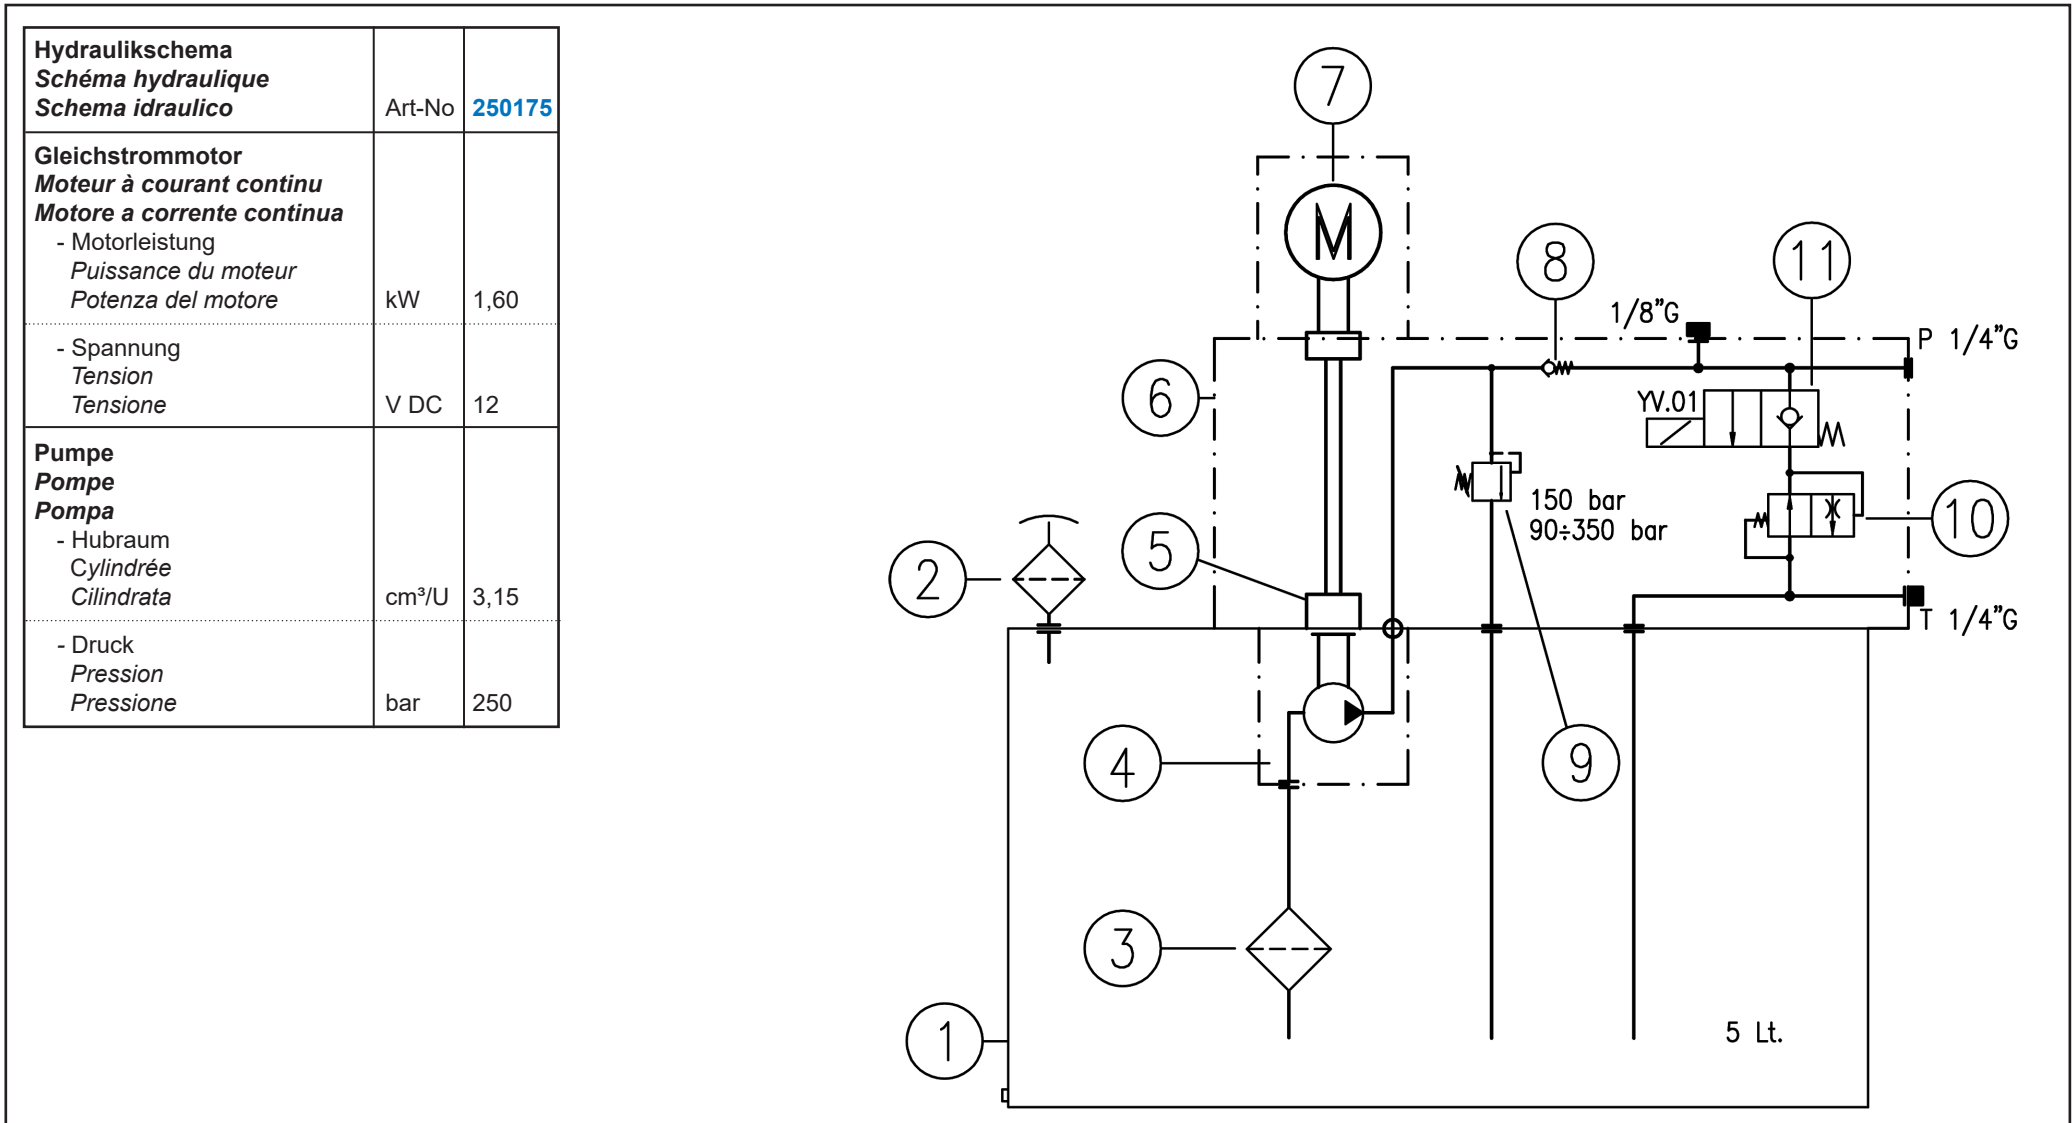 Hydraulikschema
Schéma hydraulique
Schema idraulico Art-No 250175
Gleichstrommotor
Moteur à courant continu
Motore a corrente continua
- Motorleistung
Puissance du moteur
Potenza del motore kW 1,60
- Spannung
Tension
Tensione V DC 12
Pumpe
Pompe
Pompa
- Hubraum
Cylindrée
Cilindrata cm³/U 3,15
- Druck
Pression
Pressione bar 250
7
M
8
11
1/8”G
P 1/4”G
6
YV.01
150 bar
90÷350 bar
10
5
2
T 1/4”G
4
9
3
1
5 Lt.